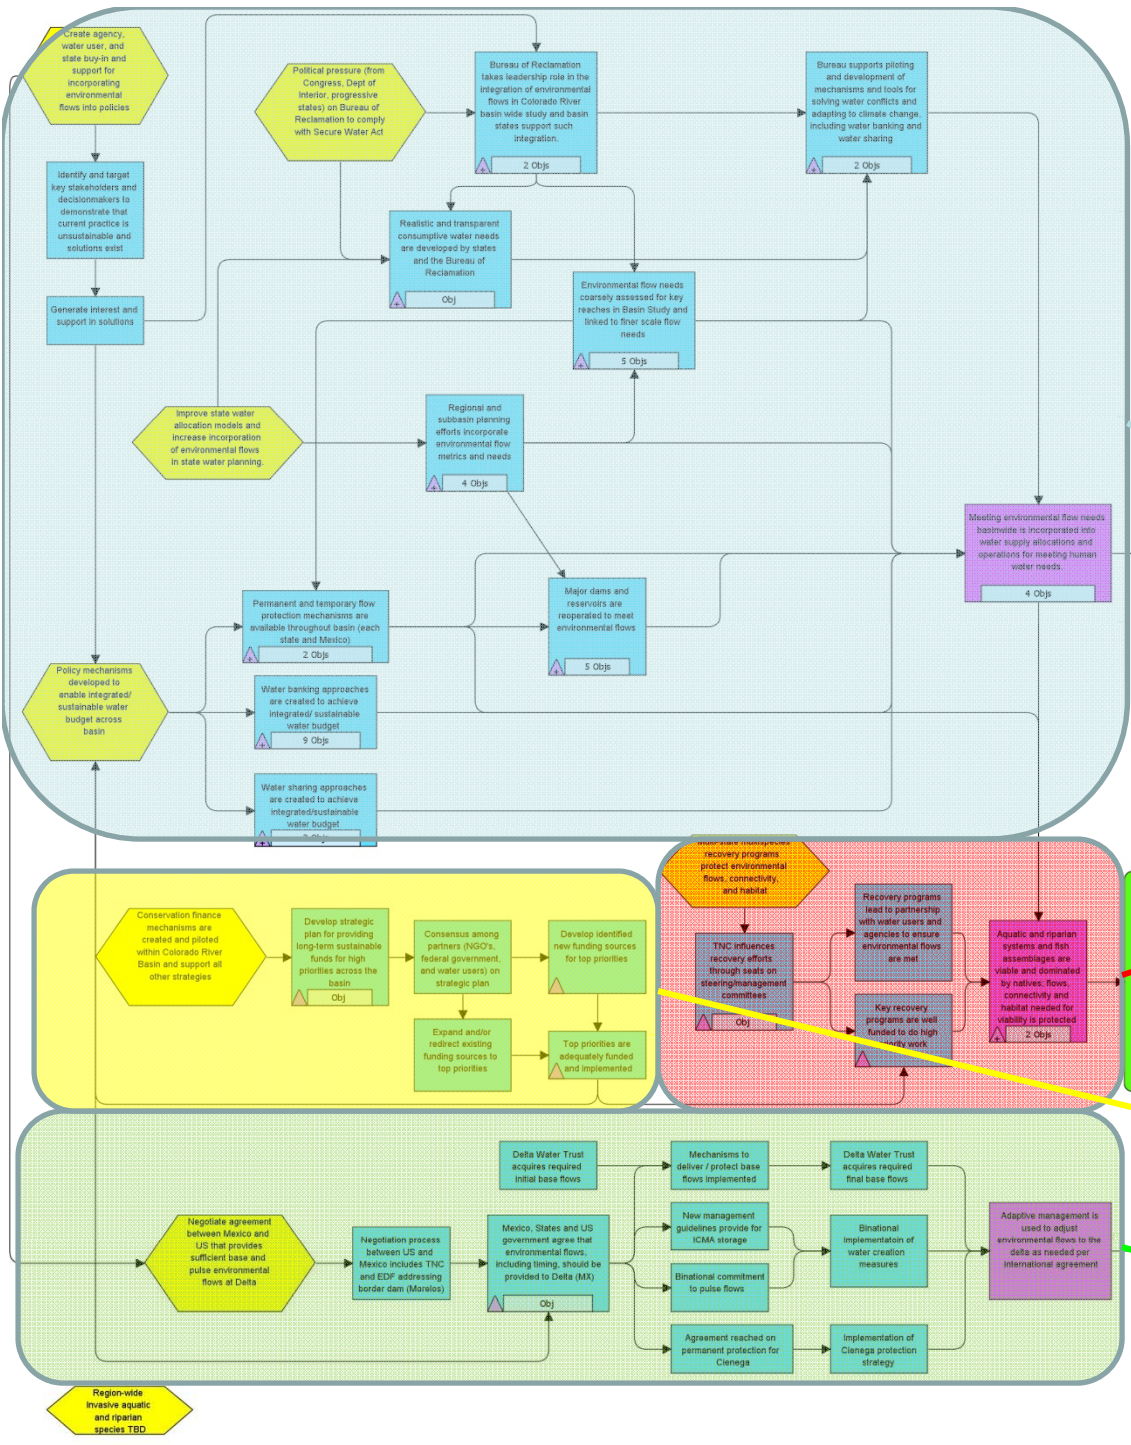 Create agency,
water user, and
state buy-in and
support for
incorporating
environmental
flows into policies
Political pressure (from
Congress, Dept of
Interior, progressive
states) on Bureau of
Reclamation to comply
with Secure Water Act
Bureau of Reclamation
takes leadership role in the
integration of environmental
flows in Colorado River
basin wide study and basin
states support such
integration.
2 Objs
Bureau supports piloting
and development of
mechanisms and tools for
solving water conflicts and
adapting to climate change,
including water banking and
water sharing
2 Objs
Identify and target
key stakeholders and
decisionmakers to
demonstrate that
current practice is
unsustainable and
solutions exist
Realistic and transparent
consumptive water needs
are developed by states
and the Bureau of
Reclamation
Obj
Environmental flow needs
coarsely assessed for key
reaches in Basin Study and
linked to finer scale flow
needs
5 Objs
Generate interest and
support in solutions
Improve state water
allocation models and
increase incorporation
of environmental flows
in state water planning.
Regional and
subbasin planning
efforts incorporate
environmental flow
metrics and needs
4 Objs
Meeting environmental flow needs
basinwide is incorporated into
water supply allocations and
operations for meeting human
water needs.
4 Objs
Permanent and temporary flow
protection mechanisms are
available throughout basin (each
state and Mexico)
2 Objs
Major dams and
reservoirs are
reoperated to meet
environmental flows
5 Objs
Policy mechanisms
developed to
enable integrated/
sustainable water
budget across
basin
Water banking approaches
are created to achieve
integrated/ sustainable
water budget
9 Objs
Water sharing approaches
are created to achieve
integrated/sustainable
water budget
Conservation finance
mechanisms are
created and piloted
within Colorado River
Basin and support all
other strategies
Develop strategic
plan for providing
long-term sustainable
funds for high
priorities across the
basin
Obj
Consensus among
partners (NGO's,
federal government,
and water users) on
strategic plan
Develop identified
new funding sources
for top priorities
Expand and/or
redirect existing
funding sources to
top priorities
Top priorities are
adequately funded
and implemented
Multi-state multispecies
recovery programs
protect environmental
flows, connectivity,
and habitat
TNC influences
recovery efforts
through seats on
steering/management
committees
Obj
Recovery programs
lead to partnership
with water users and
agencies to ensure
environmental flows
are met
Key recovery
programs are well
funded to do high
work
Aquatic and riparian
systems and fish
assemblages are
viable and dominated
by natives, flows,
connectivity and
habitat needed for
viability is protected
2 Objs
Delta Water Trust
acquires required
initial base flows
Mechanisms to
deliver / protect base
flows implemented
Delta Water Trust
acquires required
final base flows
Negotiate agreement
between Mexico and
US that provides
sufficient base and
pulse environmental
flows at Delta
Negotiation process
between US and
Mexico includes TNC
and EDF addressing
border dam (Morelos)
Mexico, States and US
government agree that
environmental flows,
including timing, should be
provided to Delta (MX)
Obj
New management
guidelines provide for
ICMA storage
Binational commitment
to pulse flows
Binational
Implementatoin of
water creation
measures
Adaptive management is
used to adjust
environmental flows to the
delta as needed per
international agreement
Agreement reached on
permanent protection for
Cienega
Implementation of
Cienega protection
strategy
Region-wide
Invasive aquatic
and riparian
species TBD